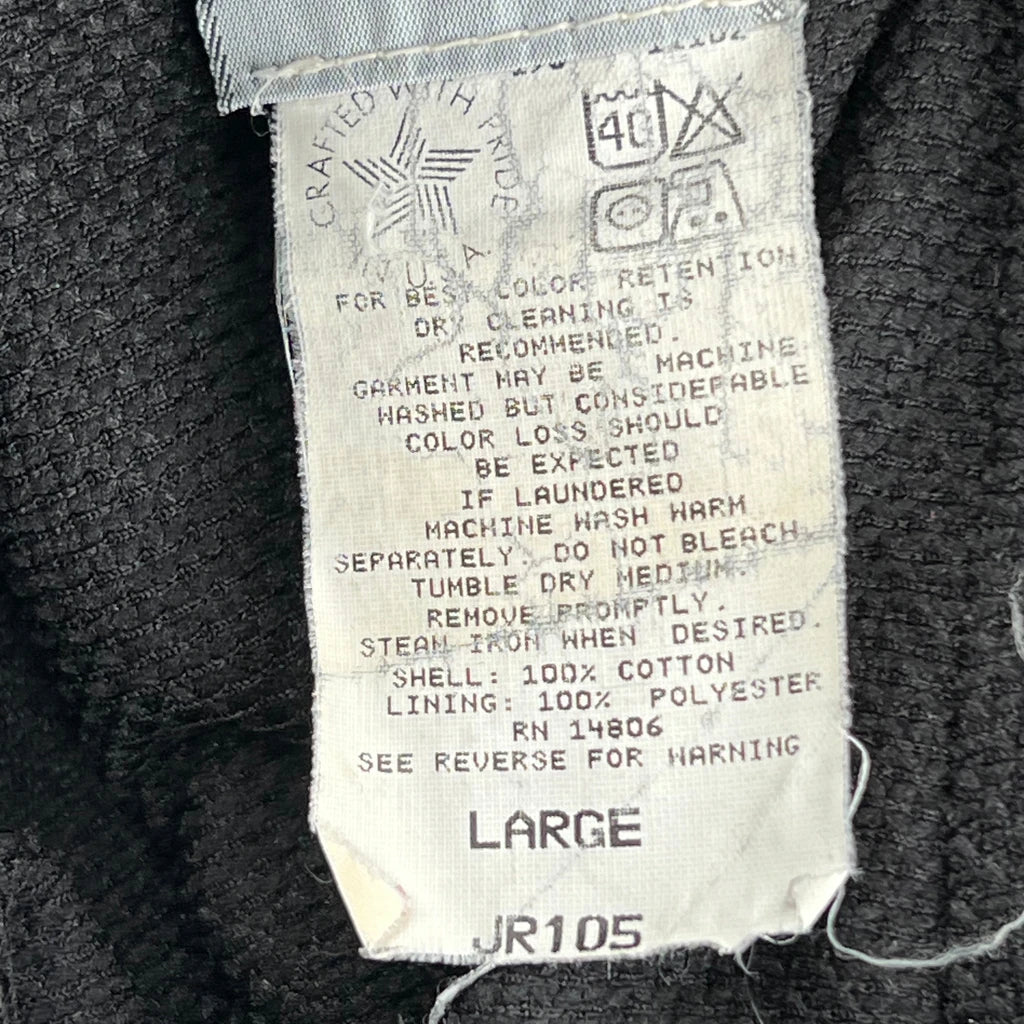 CRAFTED WITH PRIDE
IN U.S.A.
40
FOR BEST COLOR RETENTION
DRY CLEANING IS
RECOMMENDED.
GARMENT MAY BE MACHINE
WASHED BUT CONSIDERABLE
COLOR LOSS SHOULD
BE EXPECTED
IF LAUNDERED
MACHINE WASH WARM
SEPARATELY. DO NOT BLEACH.
TUMBLE DRY MEDIUM.
REMOVE PROMPTLY.
STEAM IRON WHEN DESIRED.
SHELL: 100% COTTON
LINING: 100% POLYESTER
RN 14806
SEE REVERSE FOR WARNING
LARGE
JR105